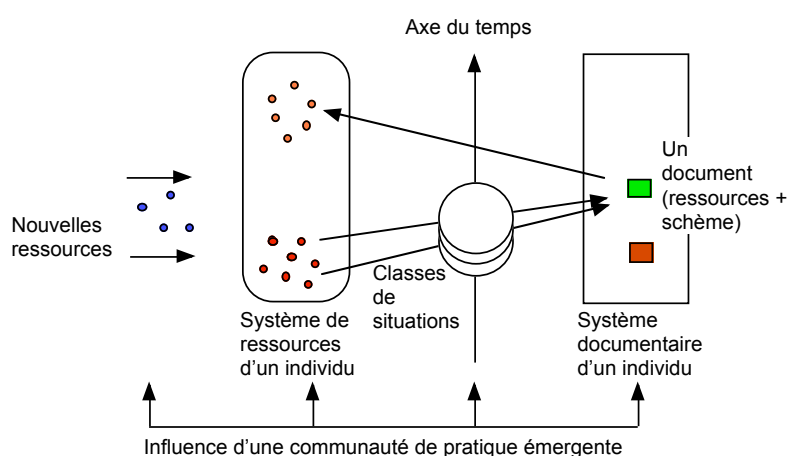 Axe du temps
Nouvelles
ressources
Un
document
(ressources +
schème)
Classes
de
situations
Système de
ressources
d'un individu
Système
documentaire
d'un individu
Influence d'une communauté de pratique émergente